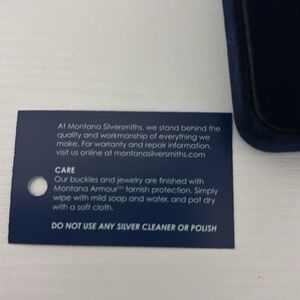 At Montana Silversmiths, we stand behind the
quality and workmanship of everything we
make. For warranty and repair information,
visit us online at montanasilversmiths.com
CARE
Our buckles and jewelry are finished with
Montana Armour™ tarnish protection. Simply
wipe with mild soap and water, and pat dry
with a soft cloth.
DO NOT USE ANY SILVER CLEANER OR POLISH